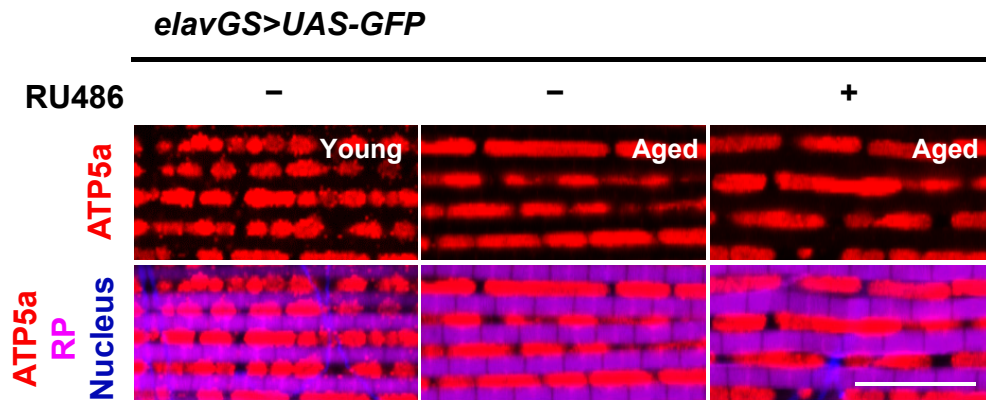 elavGS>UAS-GFP
RU486 − − +
ATP5a
Young
Aged
Aged
ATP5a
RP
Nucleus